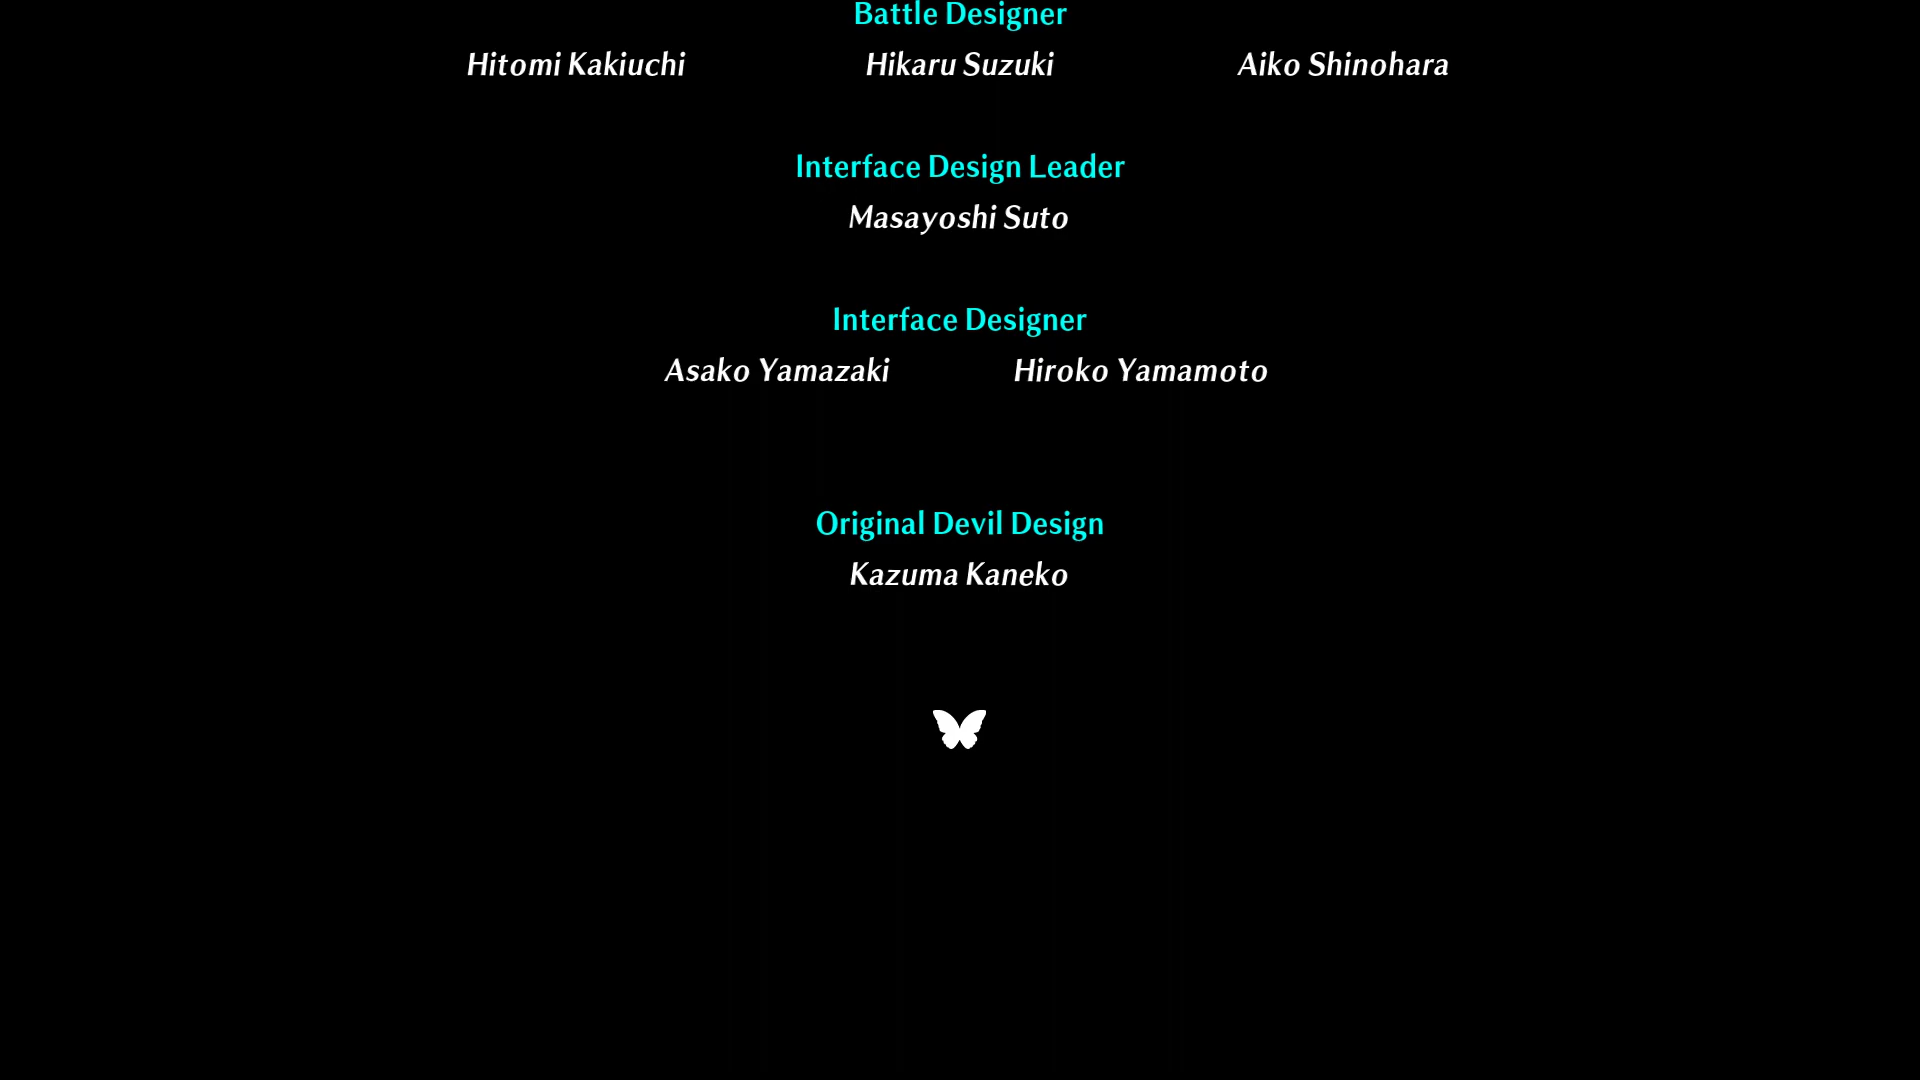 Battle Designer
Hitomi Kakiuchi Hikaru Suzuki Aiko Shinohara
Interface Design Leader
Masayoshi Suto
Interface Designer
Asako Yamazaki Hiroko Yamamoto
Original Devil Design
Kazuma Kaneko